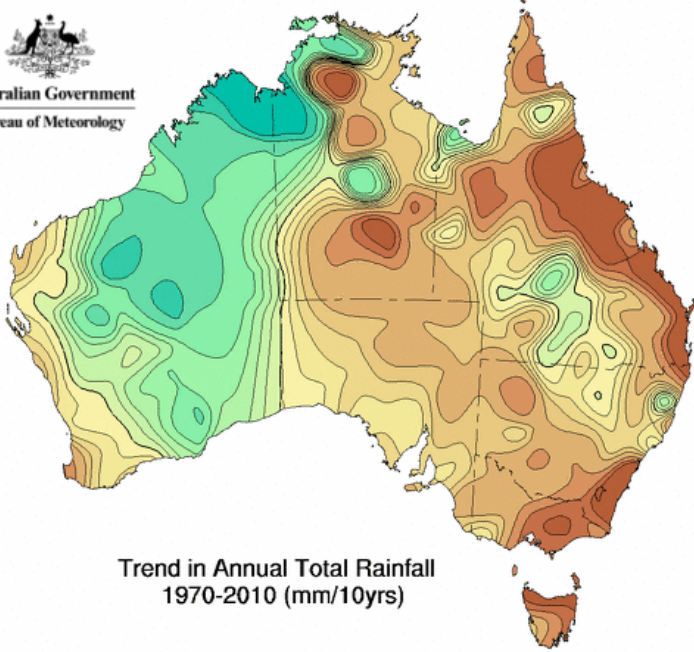 ralian Government
eau of Meteorology
Trend in Annual Total Rainfall
1970-2010 (mm/10yrs)